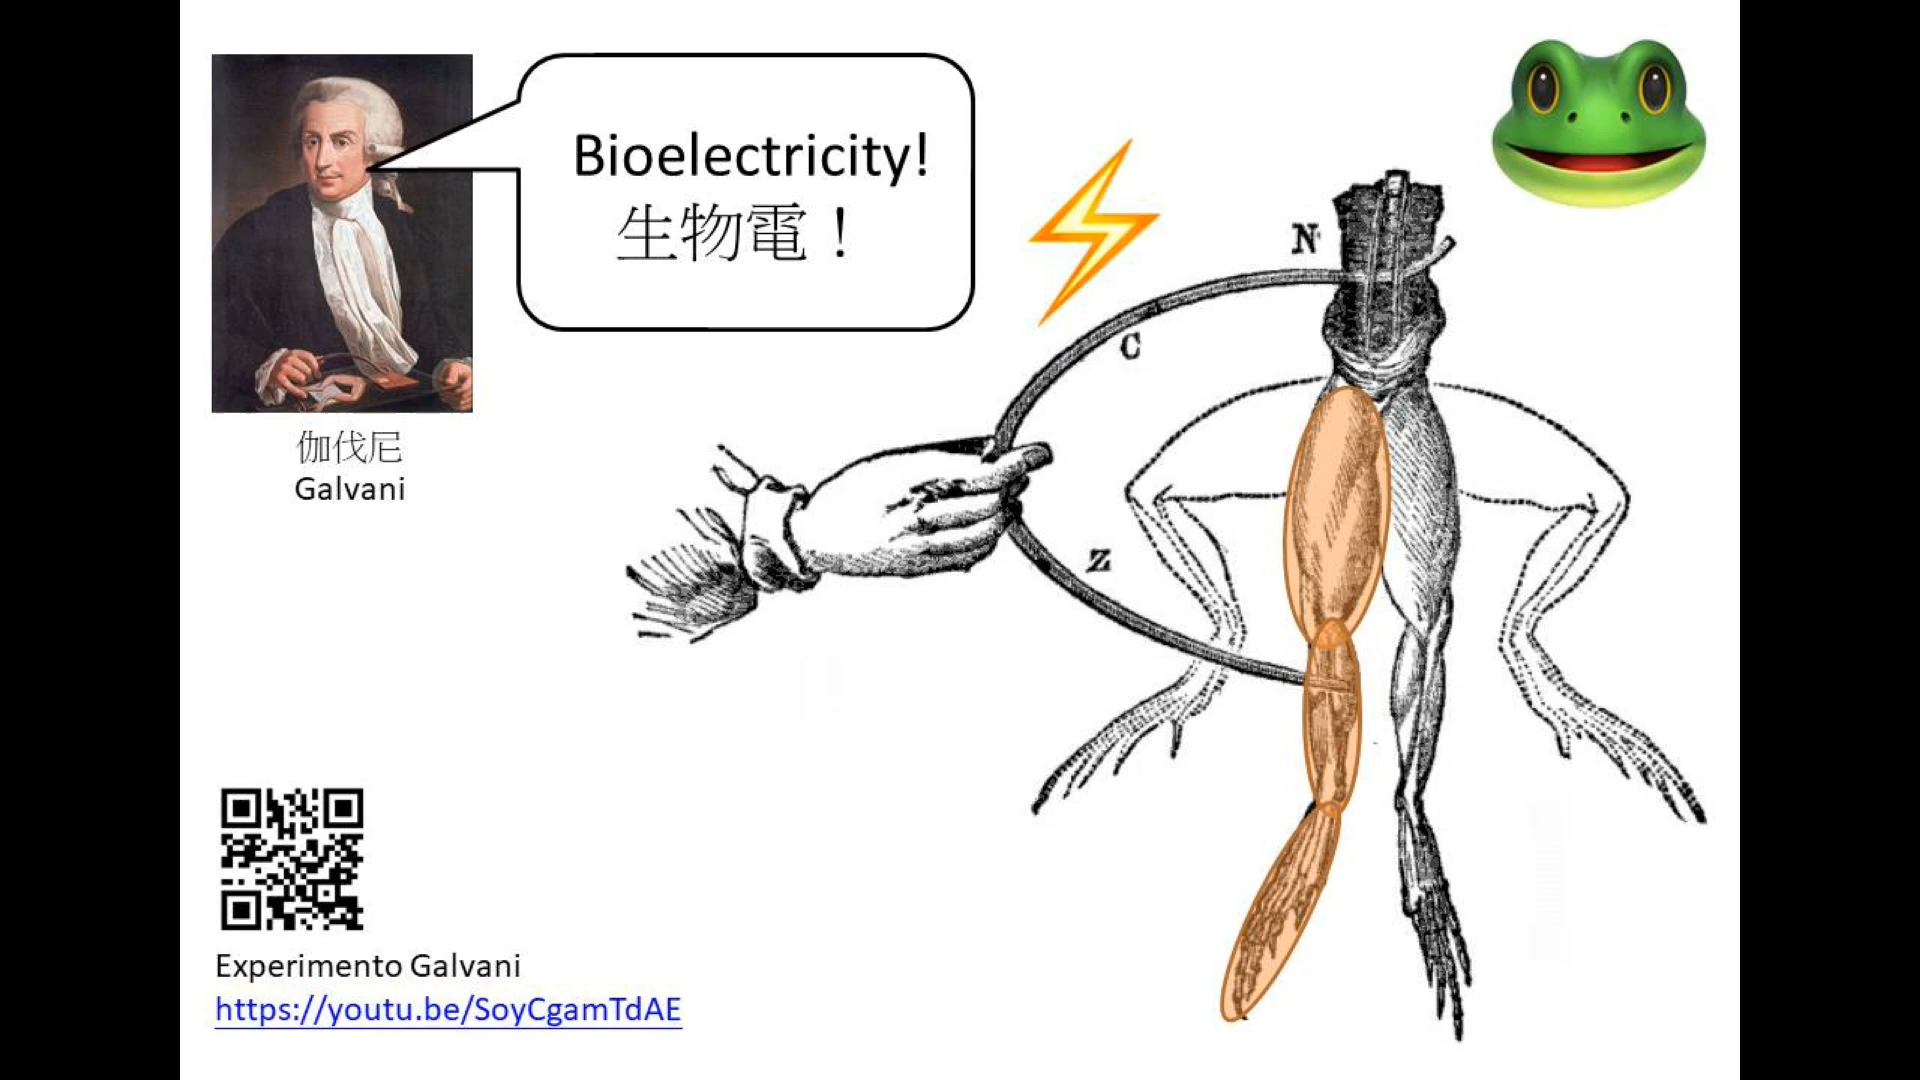 Bioelectricity!
生物電！
伽伐尼
Galvani
N
C
Z
Experimento Galvani
https://youtu.be/SoyCgamTdAE